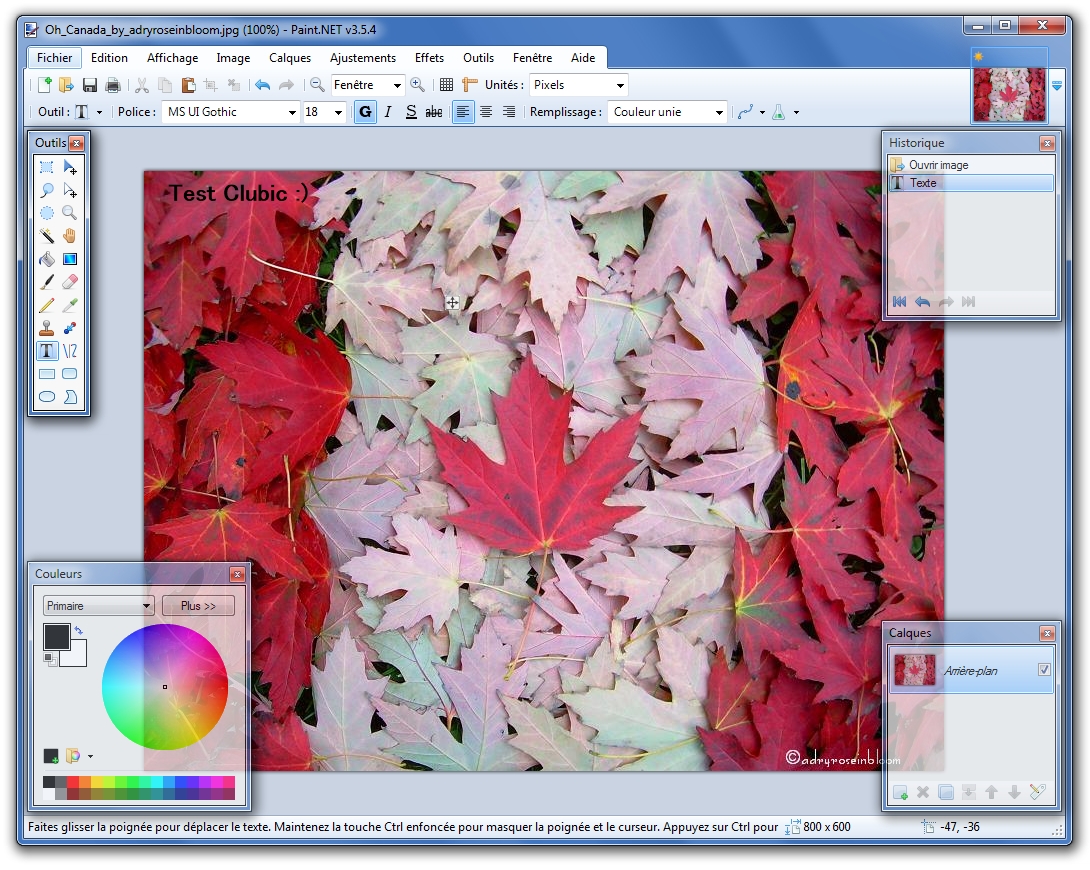 Oh_Canada_by_adryroseinbloom.jpg (100%) - Paint.NET v3.5.4
Fichier Edition Affichage Image Calques Ajustements Effets Outils Fenêtre Aide
Fenêtre Unités : Pixels
Outil : T Police : MS UI Gothic 18 G I S abc Remplissage : Couleur unie
Outils
Historique
Ouvrir image
Texte
Test Clubic :)
Couleurs
Primaire Plus >>
Calques
Arrière-plan
©adryroseinbloom
Faites glisser la poignée pour déplacer le texte. Maintenez la touche Ctrl enfoncée pour masquer la poignée et le curseur. Appuyez sur Ctrl pour 800 x 600 -47, -36